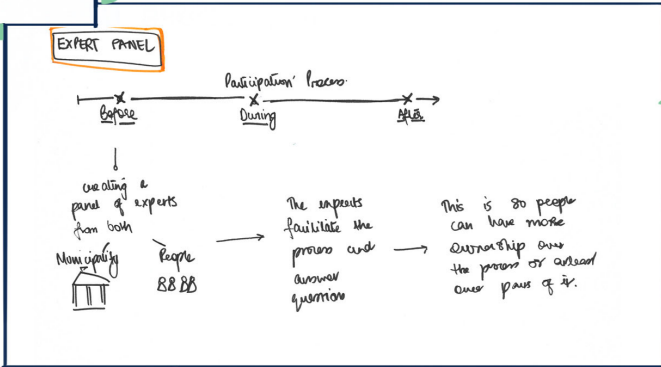 EXPERT PANEL
Participation Process.
Before
During
After
creating a
panel of experts
from both
Municipality
People
The experts
facilitate the
process and
answer
question
This is so people
can have more
ownership over
the process or atleast
over pars of it.